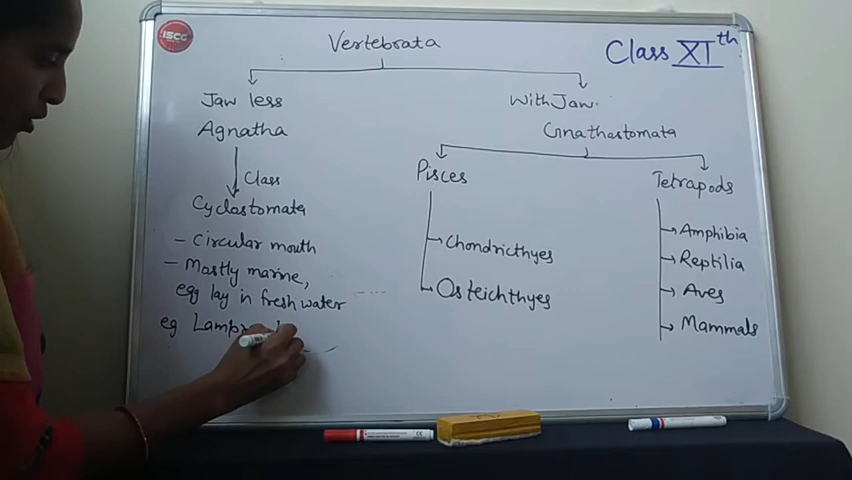 ISCC
Vertebrata
Class XIth
Jaw less
Agnatha
Class
Cyclostomata
- Circular mouth
- Mostly marine,
egg lay in fresh water
eg
With Jaw.
Gnathastomata
Pisces
Chondricthyes
Osteichthyes
Tetrapods
Amphibia
Reptilia
Aves
Mammals